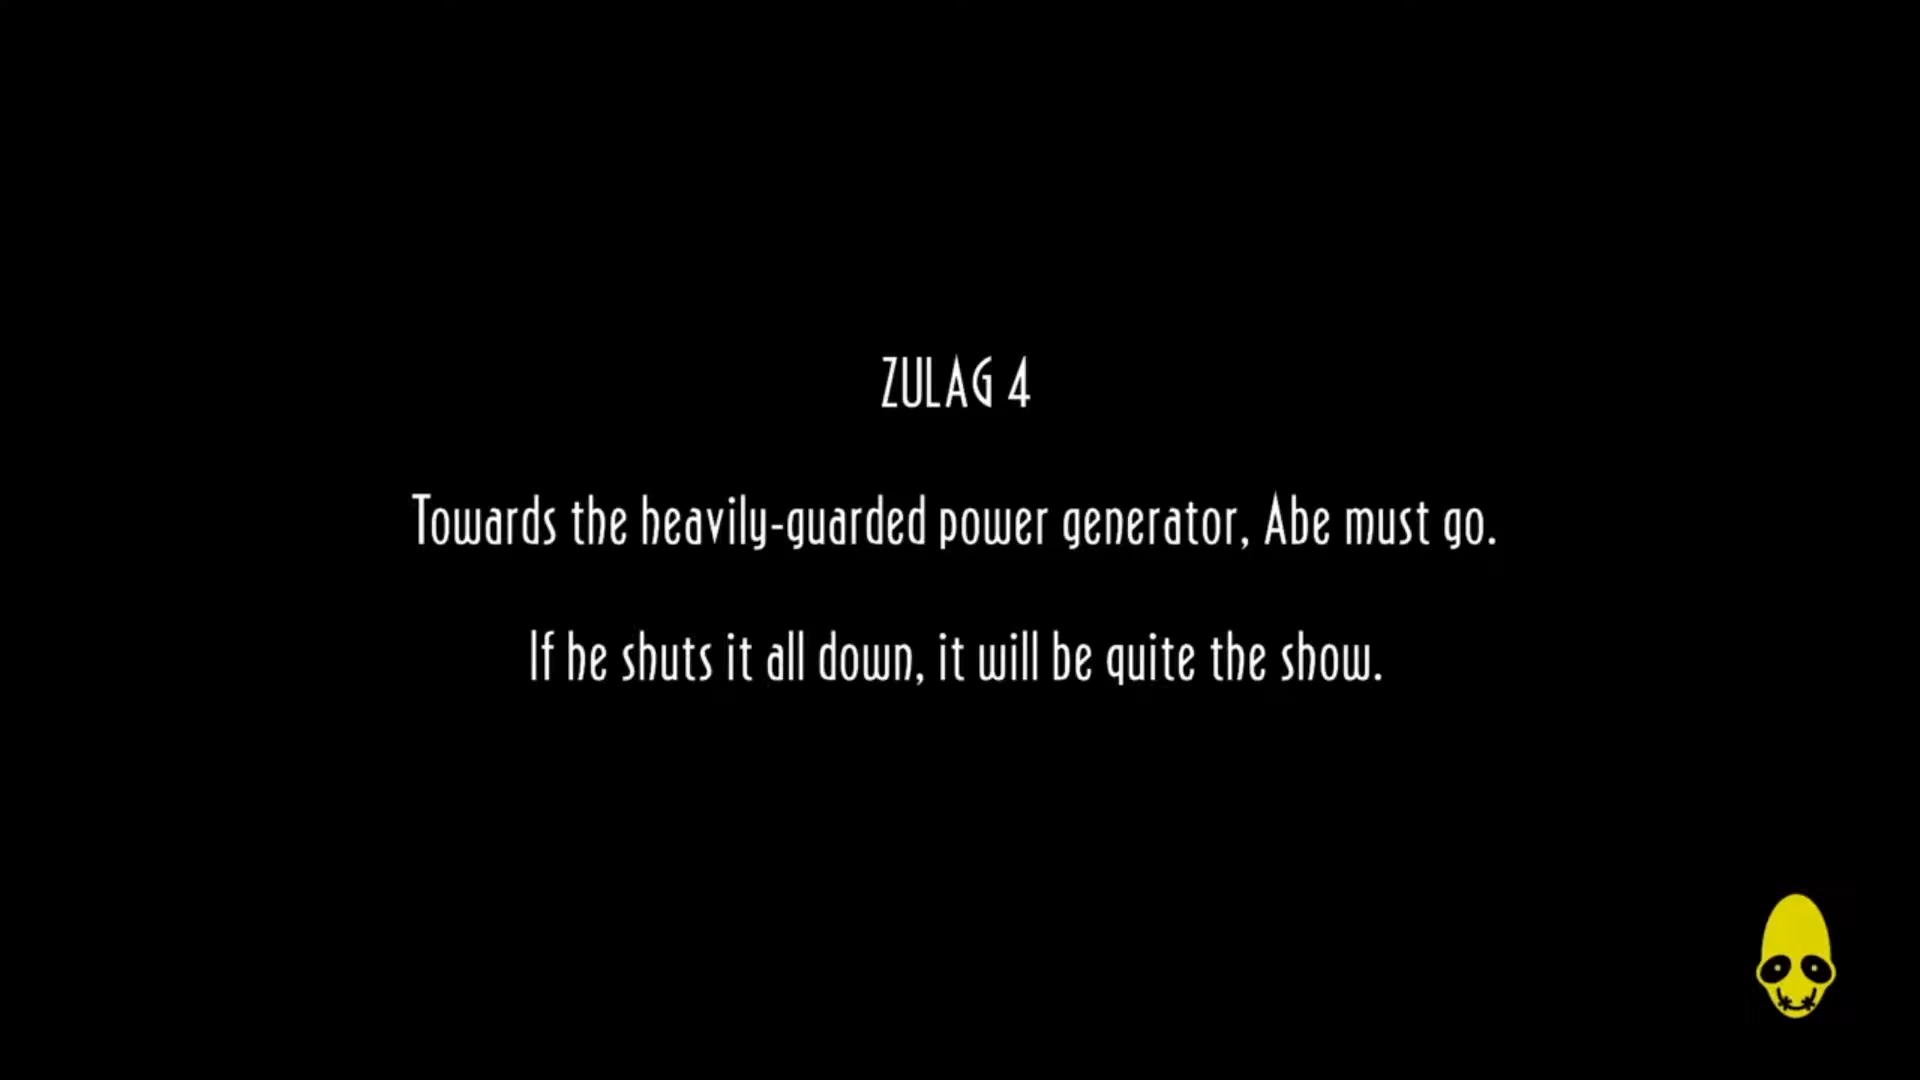 ZULAG 4
Towards the heavily-guarded power generator, Abe must go.
If he shuts it all down, it will be quite the show.